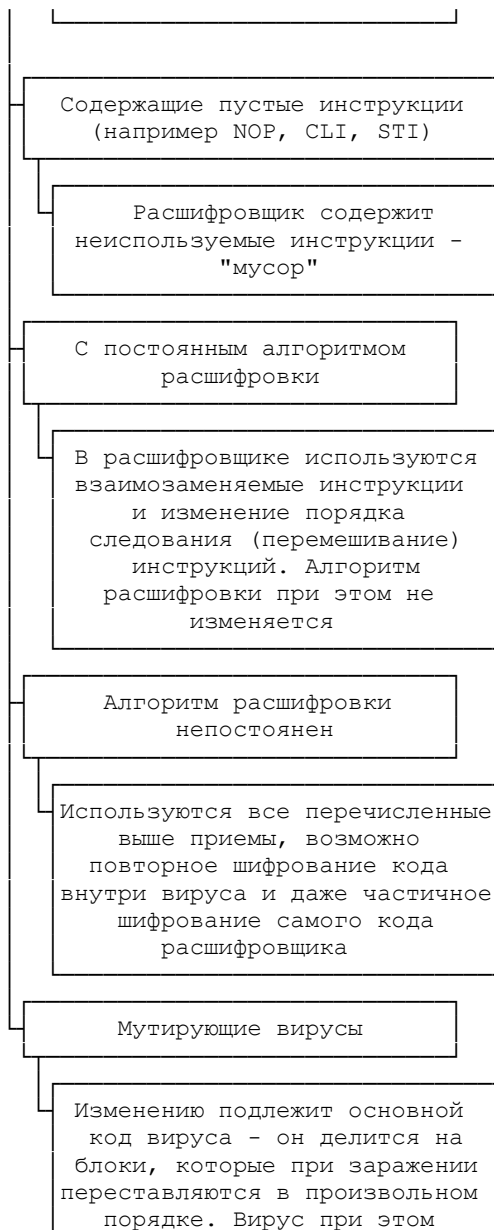 Содержащие пустые инструкции
(например NOP, CLI, STI)
Расшифровщик содержит
неиспользуемые инструкции -
"мусор"
С постоянным алгоритмом
расшифровки
В расшифровщике используются
взаимозаменяемые инструкции
и изменение порядка
следования (перемешивание)
инструкций. Алгоритм
расшифровки при этом не
изменяется
Алгоритм расшифровки
непостоянен
Используются все перечисленные
выше приемы, возможно
повторное шифрование кода
внутри вируса и даже частичное
шифрование самого кода
расшифровщика
Мутирующие вирусы
Изменению подлежит основной
код вируса - он делится на
блоки, которые при заражении
переставляются в произвольном
порядке. Вирус при этом